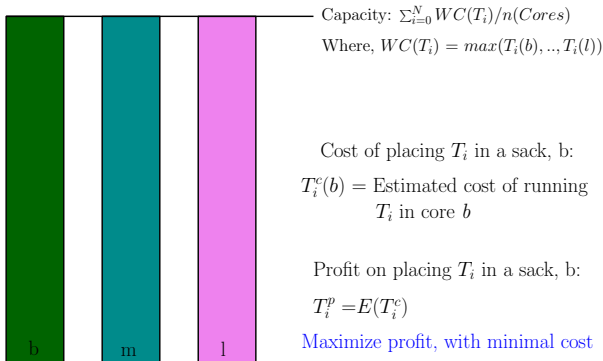 Capacity: $\sum_{i=0}^{N} WC(T_i)/n(Cores)$
Where, $WC(T_i) = max(T_i(b),..,T_i(l))$
Cost of placing $T_i$ in a sack, b:
$T_i^c(b)$ = Estimated cost of running
$T_i$ in core $b$
Profit on placing $T_i$ in a sack, b:
$T_i^p = E(T_i^c)$
Maximize profit, with minimal cost
b m l